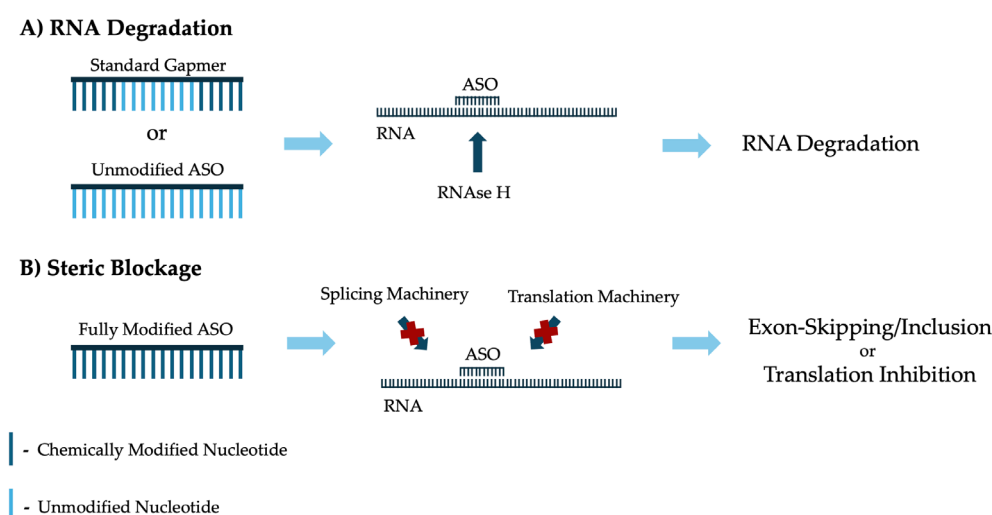 A) RNA Degradation
Standard Gapmer
or
Unmodified ASO
ASO
RNA
RNAse H
RNA Degradation
B) Steric Blockage
Fully Modified ASO
Splicing Machinery
Translation Machinery
ASO
RNA
Exon-Skipping/Inclusion
or
Translation Inhibition
- Chemically Modified Nucleotide
- Unmodified Nucleotide